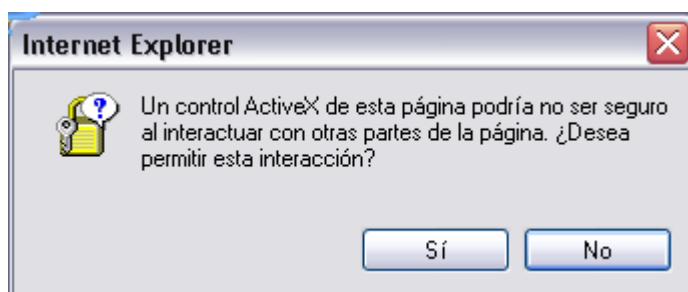 Internet Explorer
Un control ActiveX de esta página podría no ser seguro
al interactuar con otras partes de la página. ¿Desea
permitir esta interacción?
Sí No